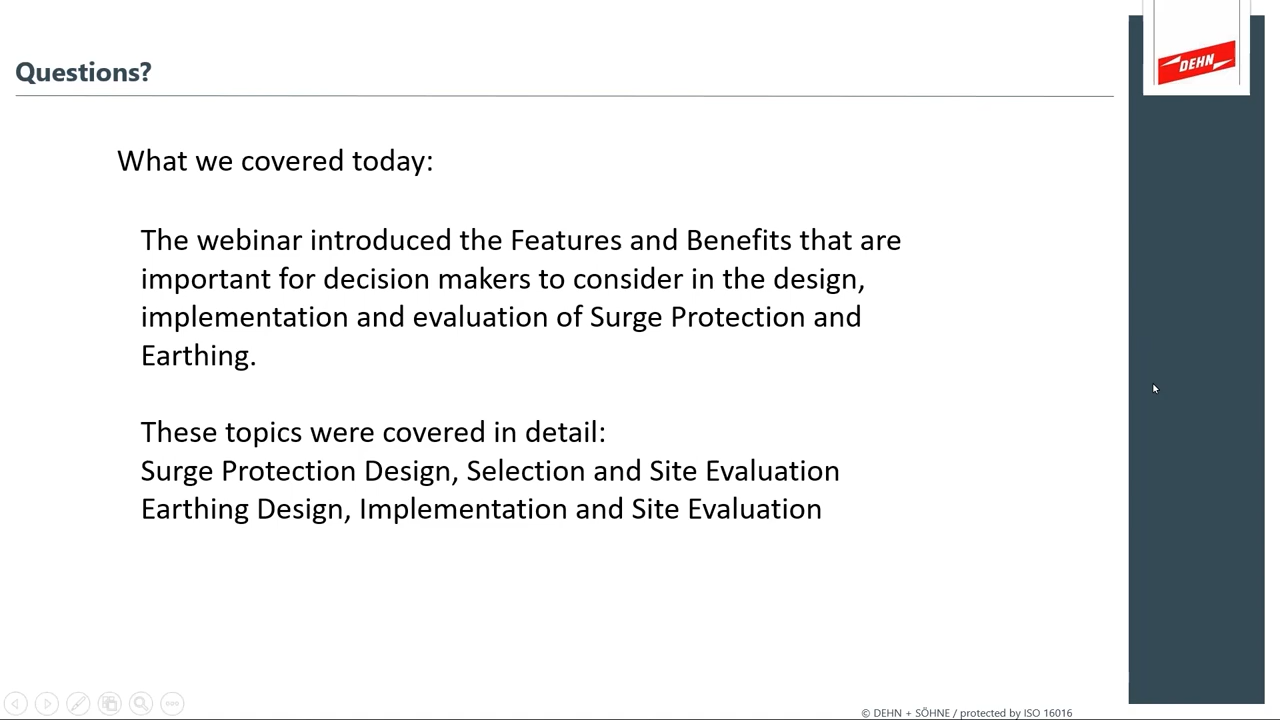 Questions?
DEHN
What we covered today:
The webinar introduced the Features and Benefits that are
important for decision makers to consider in the design,
implementation and evaluation of Surge Protection and
Earthing.
These topics were covered in detail:
Surge Protection Design, Selection and Site Evaluation
Earthing Design, Implementation and Site Evaluation
© DEHN + SÖHNE / protected by ISO 16016